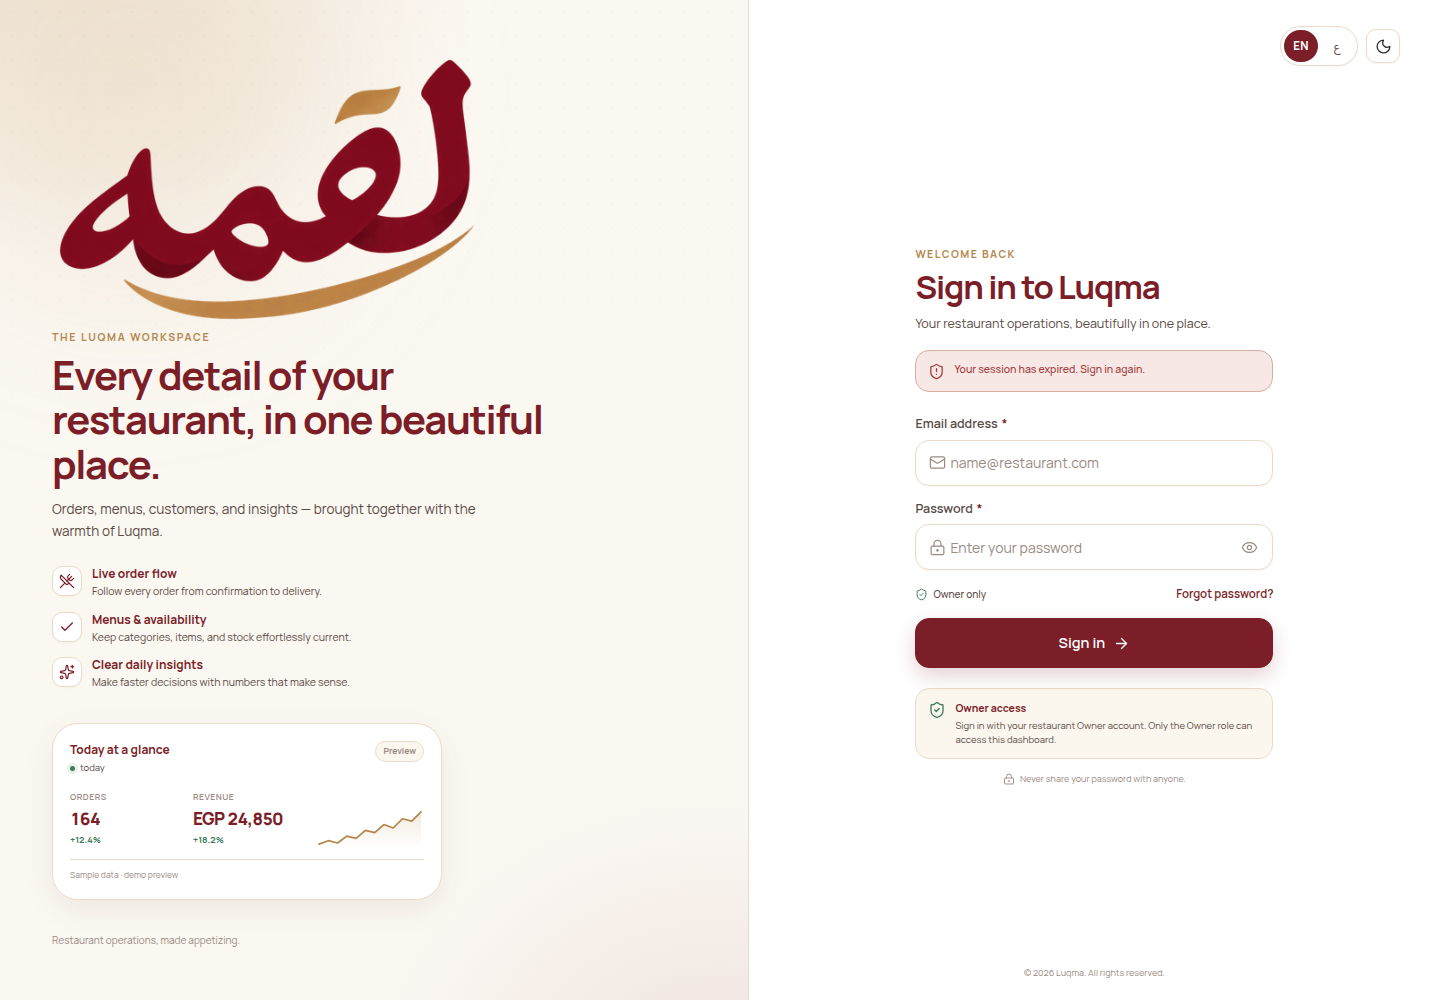 لقمه
THE LUQMA WORKSPACE
Every detail of your
restaurant, in one beautiful
place.
Orders, menus, customers, and insights — brought together with the
warmth of Luqma.
Live order flow
Follow every order from confirmation to delivery.
Menus & availability
Keep categories, items, and stock effortlessly current.
Clear daily insights
Make faster decisions with numbers that make sense.
Today at a glance
Preview
today
ORDERS
REVENUE
164
EGP 24,850
+12.4%
+18.2%
Sample data · demo preview
Restaurant operations, made appetizing.
EN
ع
WELCOME BACK
Sign in to Luqma
Your restaurant operations, beautifully in one place.
Your session has expired. Sign in again.
Email address *
name@restaurant.com
Password *
Enter your password
Owner only
Forgot password?
Sign in
Owner access
Sign in with your restaurant Owner account. Only the Owner role can
access this dashboard.
Never share your password with anyone.
© 2026 Luqma. All rights reserved.